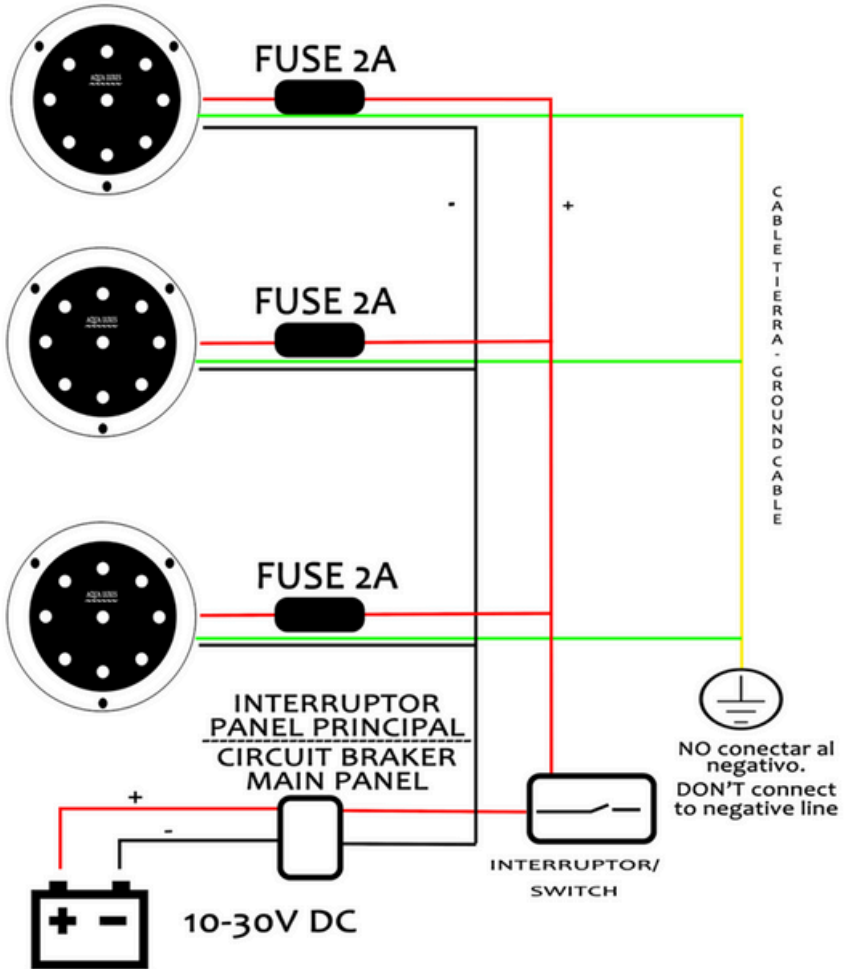 FUSE 2A
-
+
FUSE 2A
CABLE TIERRA - GROUND CABLE
FUSE 2A
INTERRUPTOR
PANEL PRINCIPAL
CIRCUIT BRAKER
MAIN PANEL
NO conectar al
negativo.
DON'T connect
to negative line
+
-
INTERRUPTOR/
SWITCH
+ -
10-30V DC